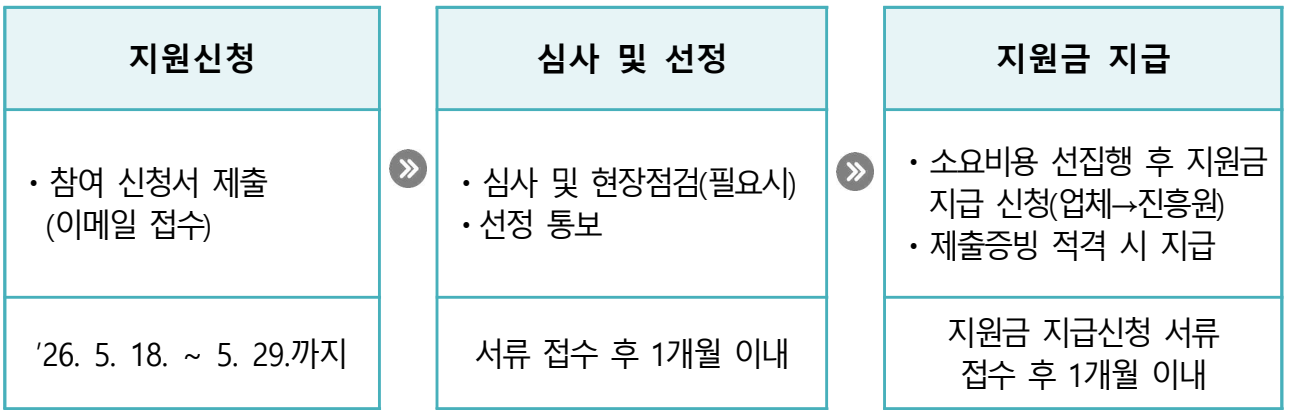 지원신청
・참여 신청서 제출
(이메일 접수)
'26. 5. 18. ~ 5. 29.까지
심사 및 선정
・심사 및 현장점검(필요시)
・선정 통보
서류 접수 후 1개월 이내
지원금 지급
・소요비용 선집행 후 지원금
지급 신청(업체→진흥원)
・제출증빙 적격 시 지급
지원금 지급신청 서류
접수 후 1개월 이내